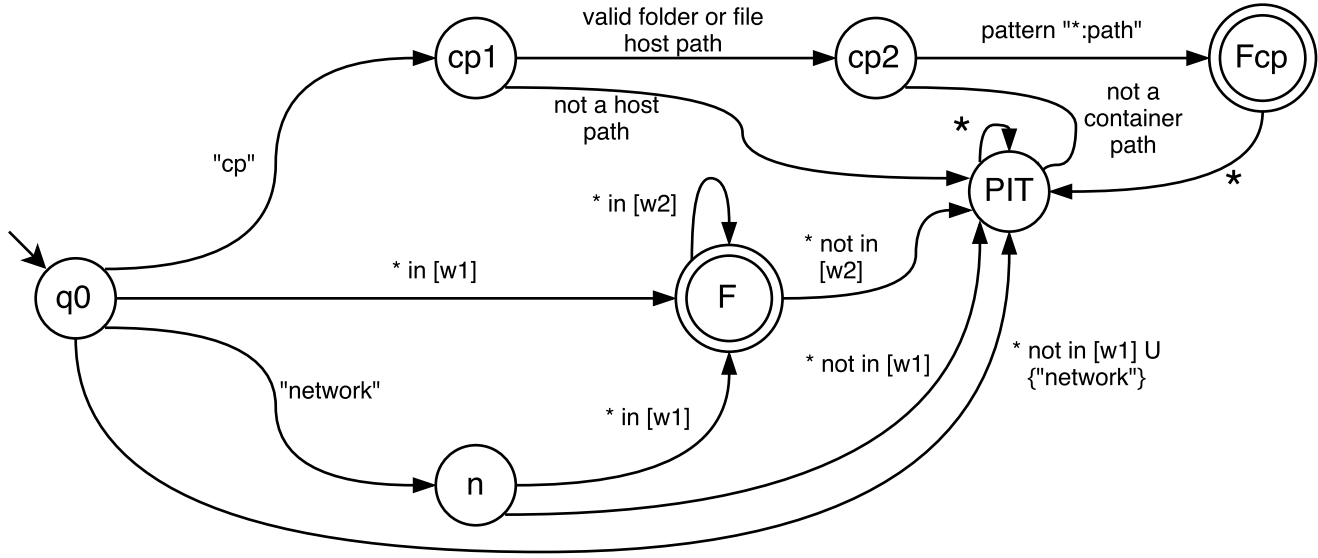 valid folder or file
host path
pattern "*:path"
cp1
cp2
Fcp
not a host
path
not a
container
path
*
"cp"
PIT
*
* in [w2]
* not in
[w2]
* in [w1]
q0
F
* not in [w1]
* not in [w1] U
{"network"}
"network"
* in [w1]
n